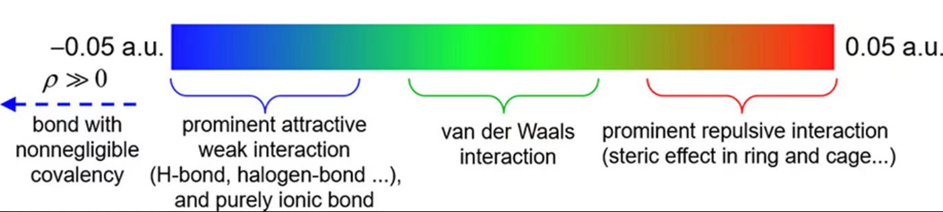 −0.05 a.u.
0.05 a.u.
ρ ≫ 0
bond with
nonnegligible
covalency
prominent attractive
weak interaction
(H-bond, halogen-bond ...),
and purely ionic bond
van der Waals
interaction
prominent repulsive interaction
(steric effect in ring and cage...)